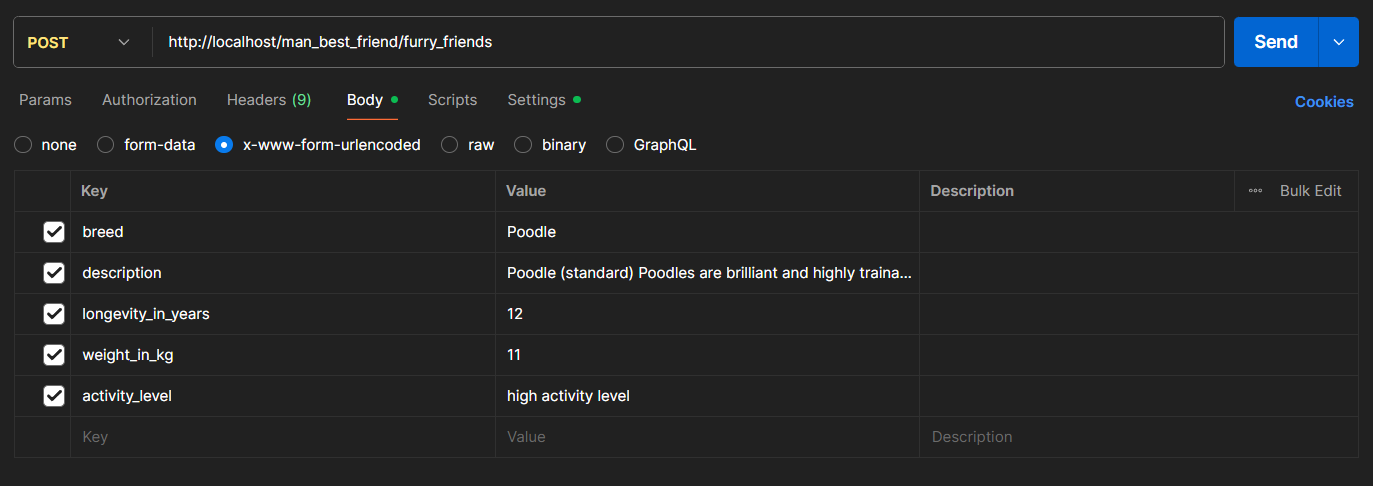 POST http://localhost/man_best_friend/furry_friends Send
Params Authorization Headers (9) Body Scripts Settings Cookies
none form-data x-www-form-urlencoded raw binary GraphQL
Key Value Description Bulk Edit
breed Poodle
description Poodle (standard) Poodles are brilliant and highly traina...
longevity_in_years 12
weight_in_kg 11
activity_level high activity level
Key Value Description